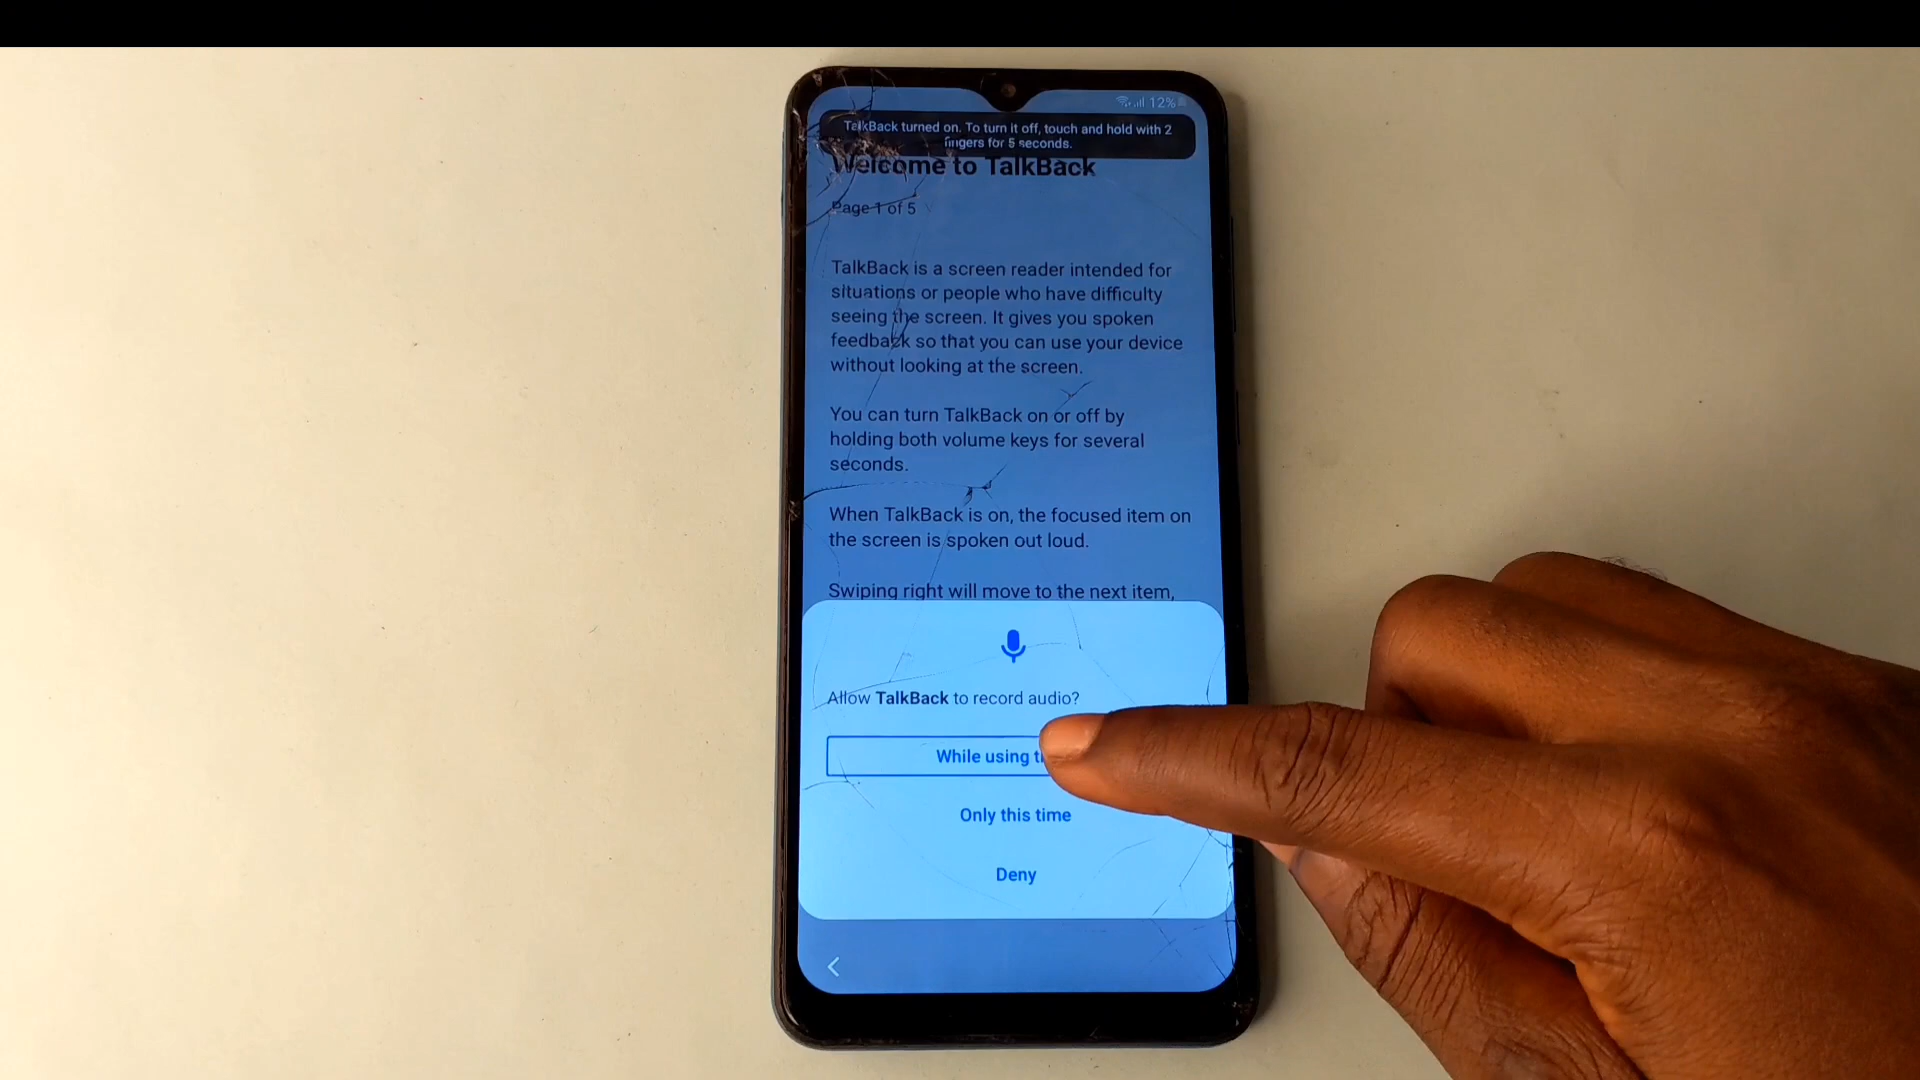 12%
TalkBack turned on. To turn it off, touch and hold with 2
fingers for 5 seconds.
Welcome to TalkBack
Page 1 of 5
TalkBack is a screen reader intended for
situations or people who have difficulty
seeing the screen. It gives you spoken
feedback so that you can use your device
without looking at the screen.
You can turn TalkBack on or off by
holding both volume keys for several
seconds.
When TalkBack is on, the focused item on
the screen is spoken out loud.
Swiping right will move to the next item,
Allow TalkBack to record audio?
While using
Only this time
Deny